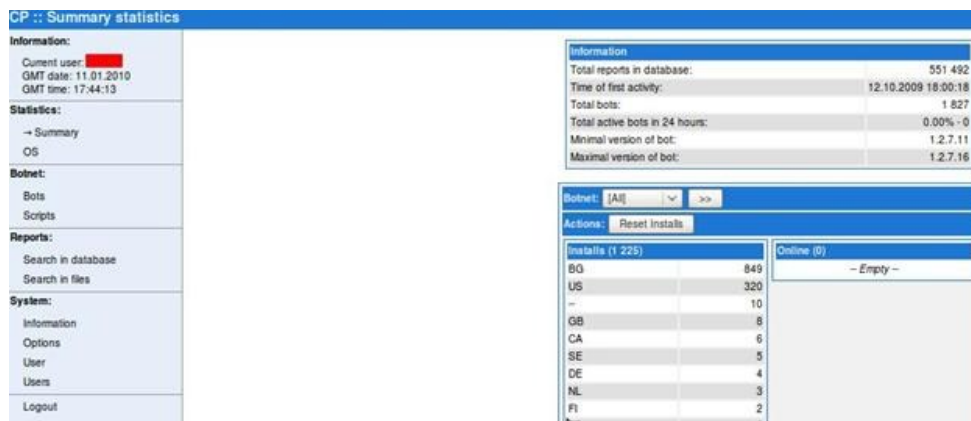 CP :: Summary statistics
Information:
Current user:
GMT date: 11.01.2010
GMT time: 17:44:13
Statistics:
→ Summary
OS
Botnet:
Bots
Scripts
Reports:
Search in database
Search in files
System:
Information
Options
User
Users
Logout
Information
Total reports in database: 551 492
Time of first activity: 12.10.2009 18:00:18
Total bots: 1 827
Total active bots in 24 hours: 0.00% - 0
Minimal version of bot: 1.2.7.11
Maximal version of bot: 1.2.7.16
Botnet: [All] >>
Actions: Reset Installs
Installs (1 225)
BG 849
US 320
-- 10
GB 8
CA 6
SE 5
DE 4
NL 3
FI 2
Online (0)
-- Empty --